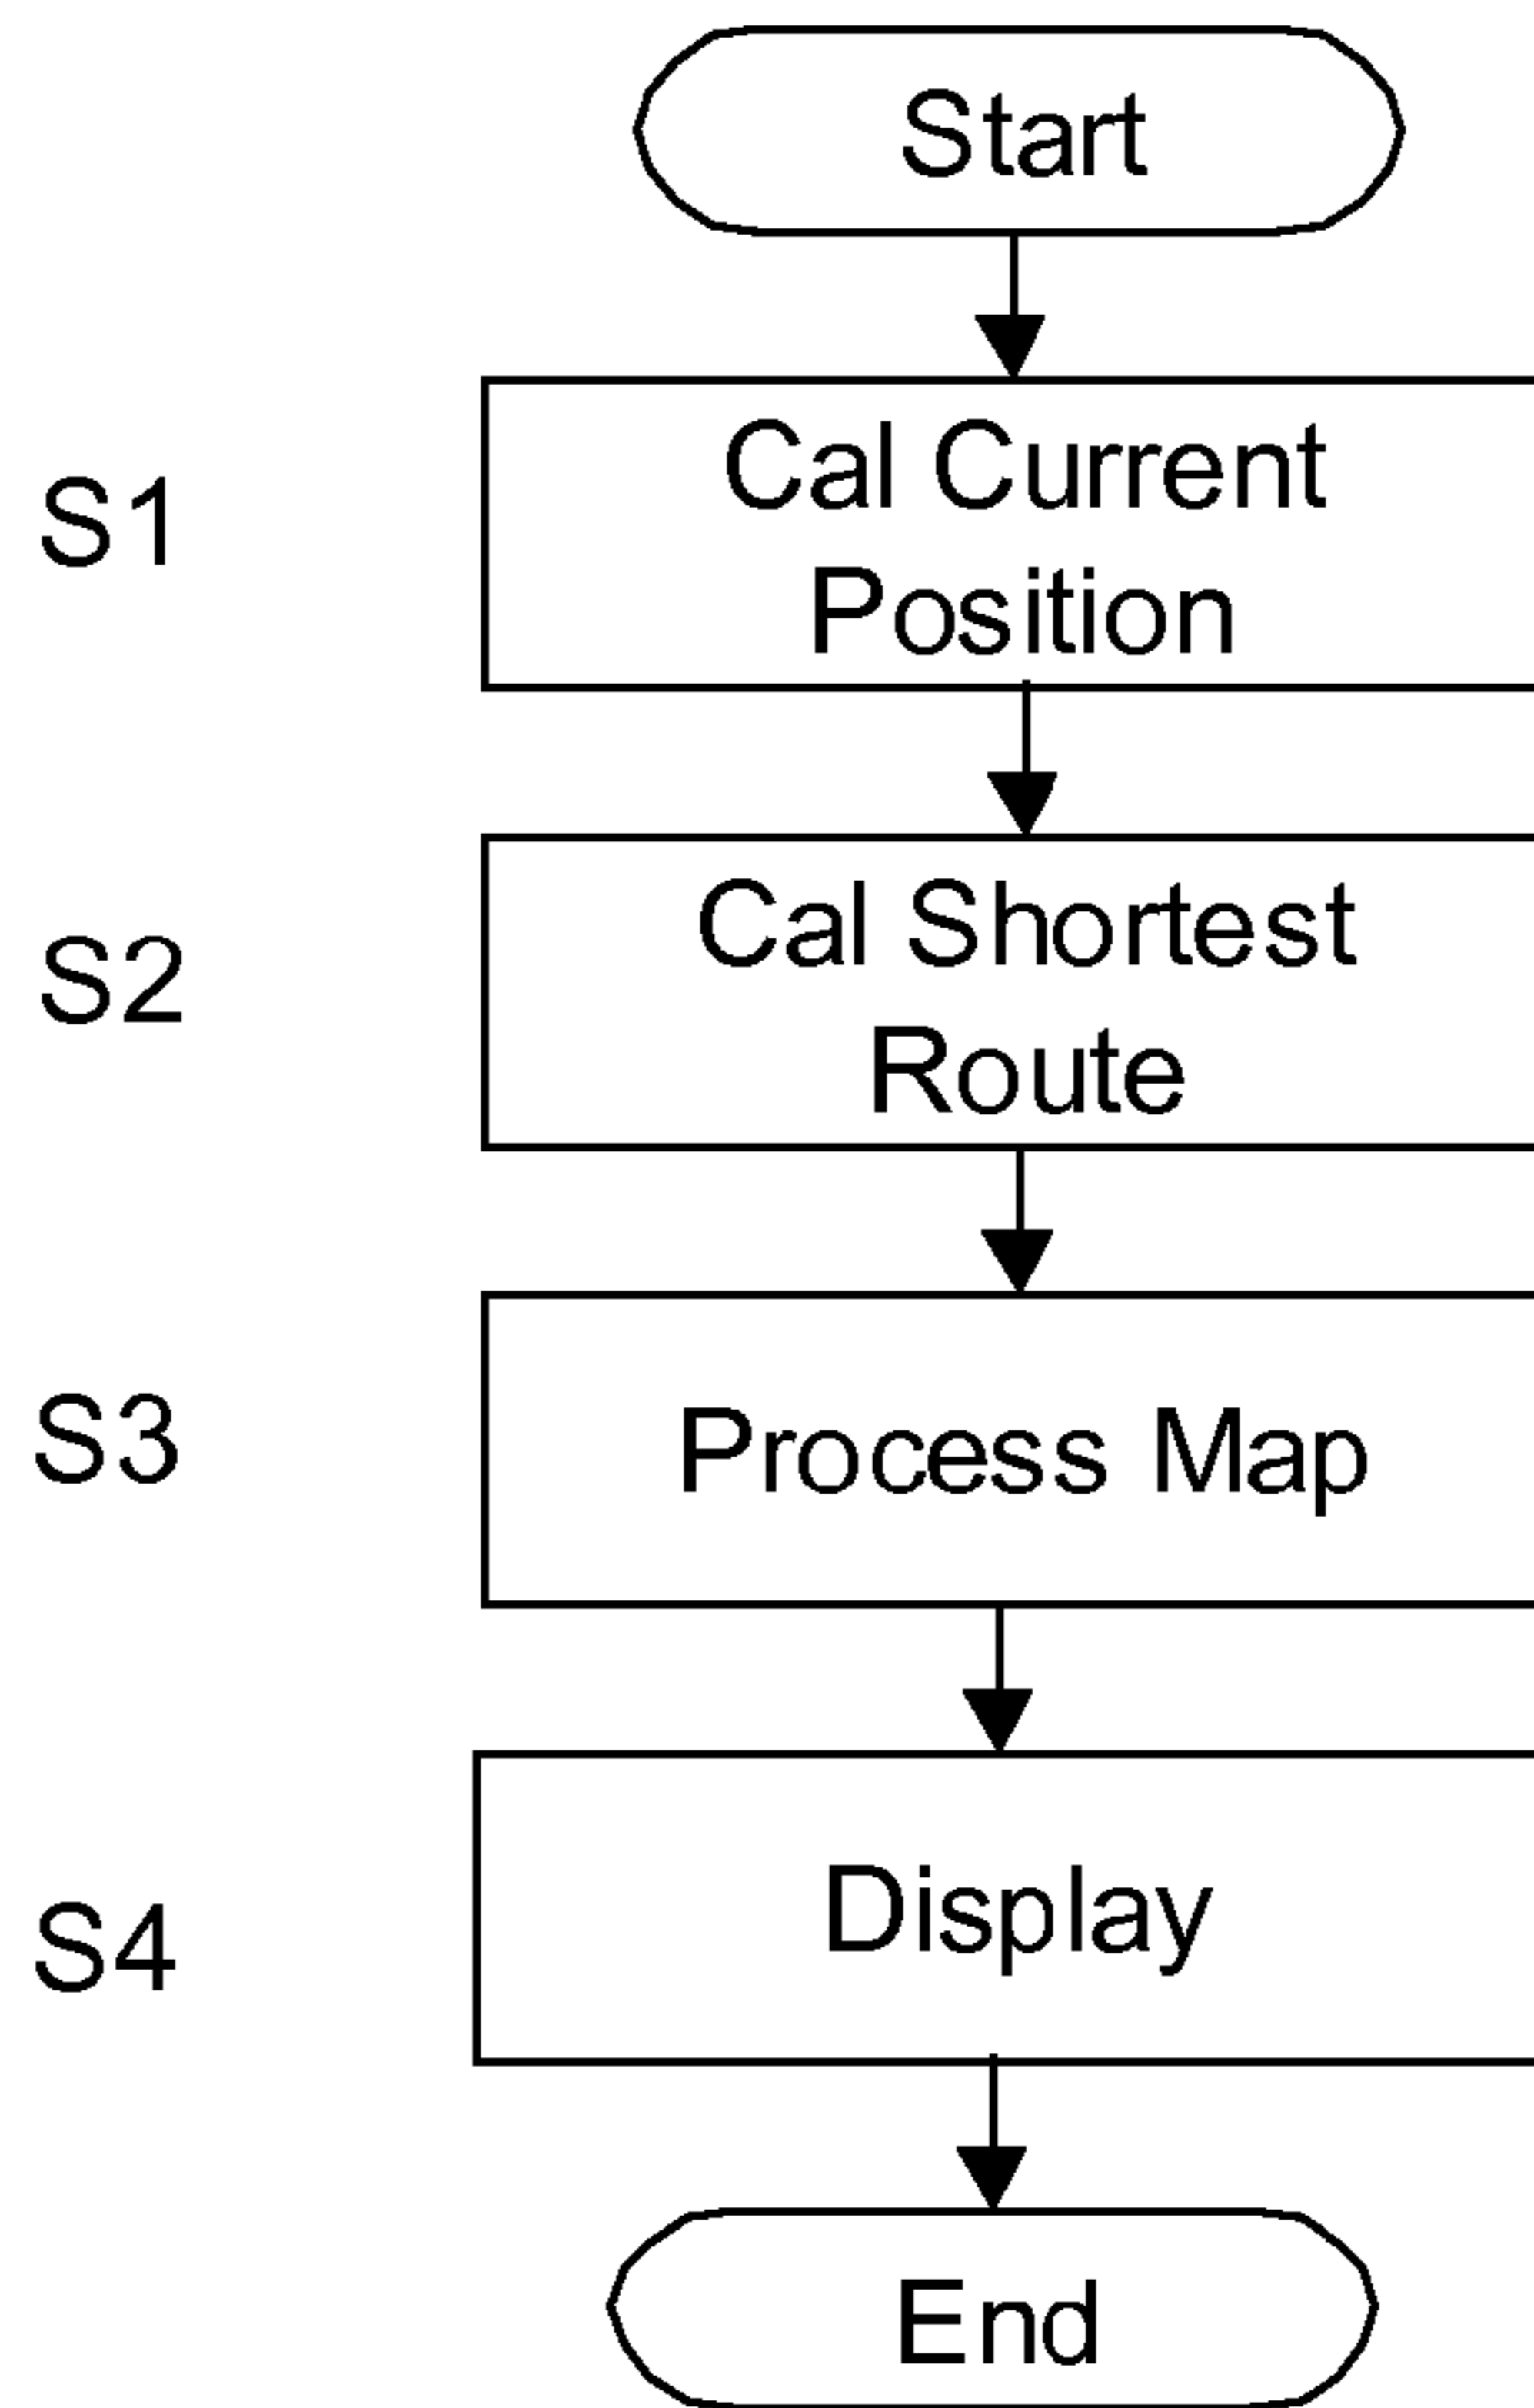 Start
S1
Cal Current
Position
S2
Cal Shortest
Route
S3
Process Map
S4
Display
End